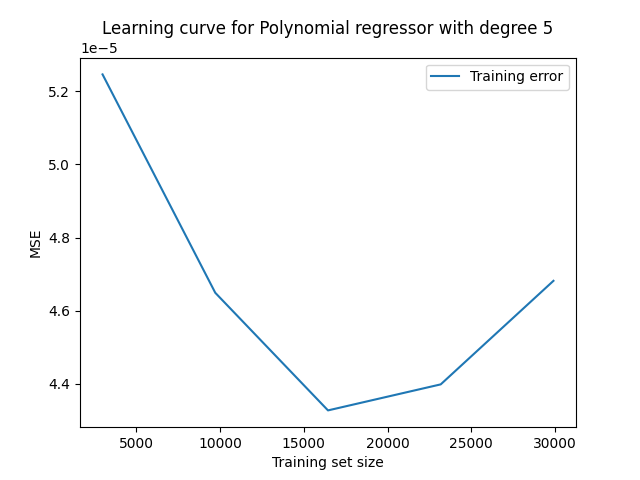 Learning curve for Polynomial regressor with degree 5
1e−5
Training error
5.2
5.0
4.8
4.6
4.4
MSE
5000 10000 15000 20000 25000 30000
Training set size